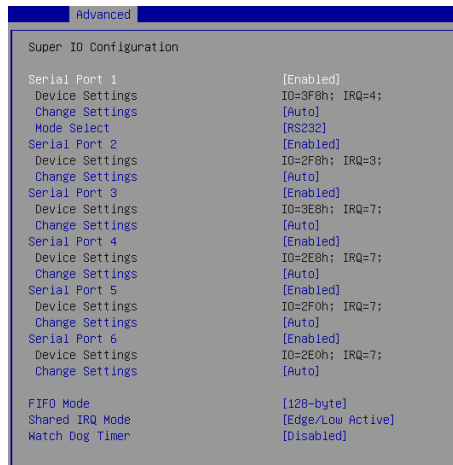 Advanced
Super IO Configuration
Serial Port 1 [Enabled]
Device Settings IO=3F8h; IRQ=4;
Change Settings [Auto]
Mode Select [RS232]
Serial Port 2 [Enabled]
Device Settings IO=2F8h; IRQ=3;
Change Settings [Auto]
Serial Port 3 [Enabled]
Device Settings IO=3E8h; IRQ=7;
Change Settings [Auto]
Serial Port 4 [Enabled]
Device Settings IO=2E8h; IRQ=7;
Change Settings [Auto]
Serial Port 5 [Enabled]
Device Settings IO=2F0h; IRQ=7;
Change Settings [Auto]
Serial Port 6 [Enabled]
Device Settings IO=2E0h; IRQ=7;
Change Settings [Auto]
FIFO Mode [128-byte]
Shared IRQ Mode [Edge/Low Active]
Watch Dog Timer [Disabled]